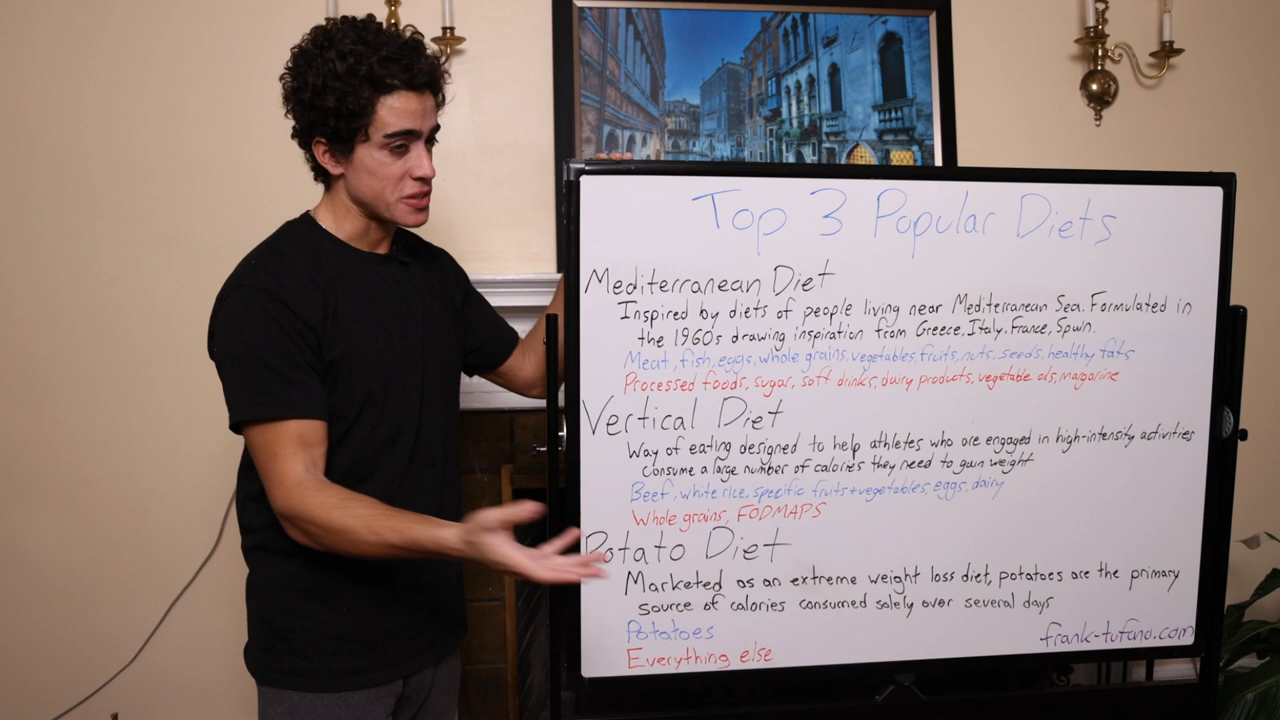 Top 3 Popular Diets
Mediterranean Diet
Inspired by diets of people living near Mediterranean Sea. Formulated in
the 1960s drawing inspiration from Greece, Italy, France, Spain.
Meat, fish, eggs, whole grains, vegetables, fruits, nuts, seeds, healthy fats
Processed foods, sugar, soft drinks, dairy products, vegetable oils, margarine
Vertical Diet
Way of eating designed to help athletes who are engaged in high-intensity activities
consume a large number of calories they need to gain weight
Beef, white rice, specific fruits + vegetables, eggs, dairy
Whole grains, FODMAPS
Potato Diet
Marketed as an extreme weight loss diet, potatoes are the primary
source of calories consumed solely over several days
Potatoes
Everything else
frank-tufano.com